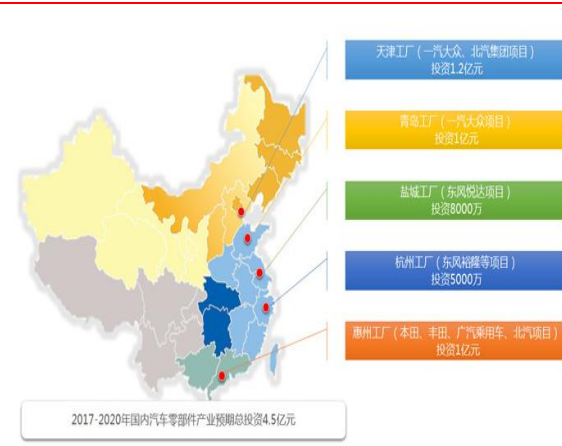 天津工厂（一汽大众、北汽集团项目）
投资1.2亿元
青岛工厂（一汽大众项目）
投资1亿元
盐城工厂（东风悦达项目）
投资8000万
杭州工厂（东风裕隆等项目）
投资5000万
惠州工厂（本田、丰田、广汽乘用车、北汽项目）
投资1亿元
2017-2020年国内汽车零部件产业预期总投资4.5亿元